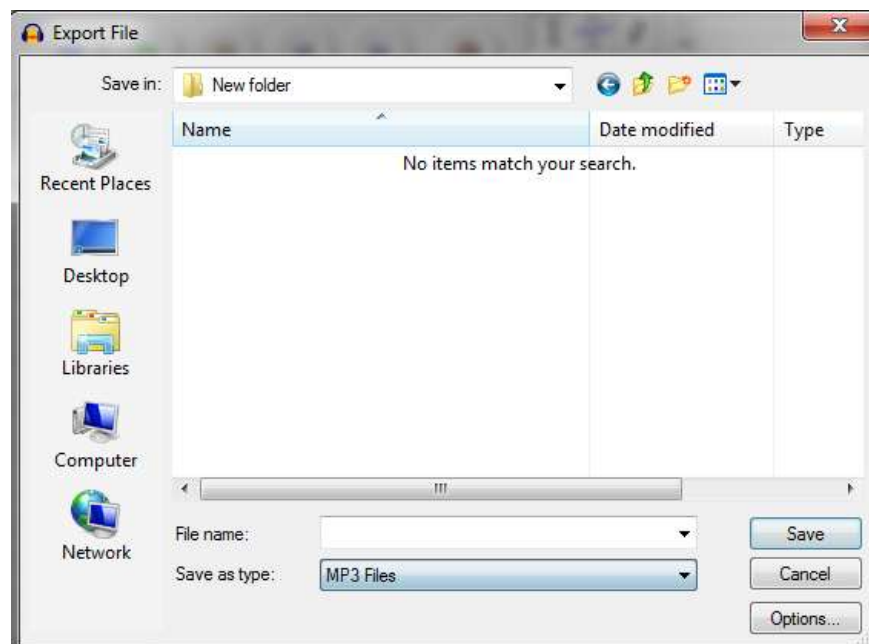 Export File
Save in: New folder
Name Date modified Type
No items match your search.
Recent Places
Desktop
Libraries
Computer
Network
File name: Save
Save as type: MP3 Files Cancel
Options...